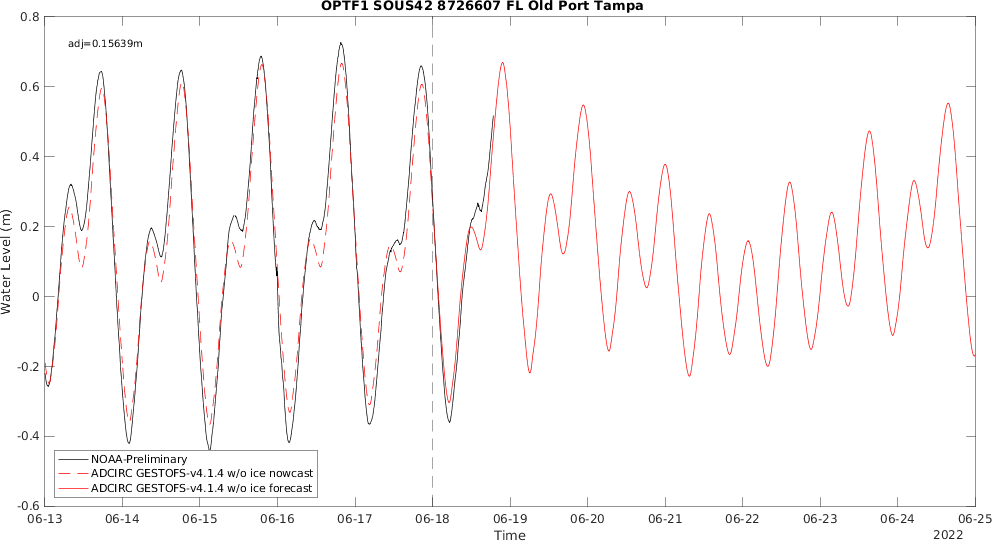 OPTF1 SOUS42 8726607 FL Old Port Tampa
adj=0.15639m
Water Level (m)
0.8
0.6
0.4
0.2
0
-0.2
-0.4
-0.6
NOAA-Preliminary
ADCIRC GESTOFS-v4.1.4 w/o ice nowcast
ADCIRC GESTOFS-v4.1.4 w/o ice forecast
06-13 06-14 06-15 06-16 06-17 06-18 06-19 06-20 06-21 06-22 06-23 06-24 06-25
Time
2022